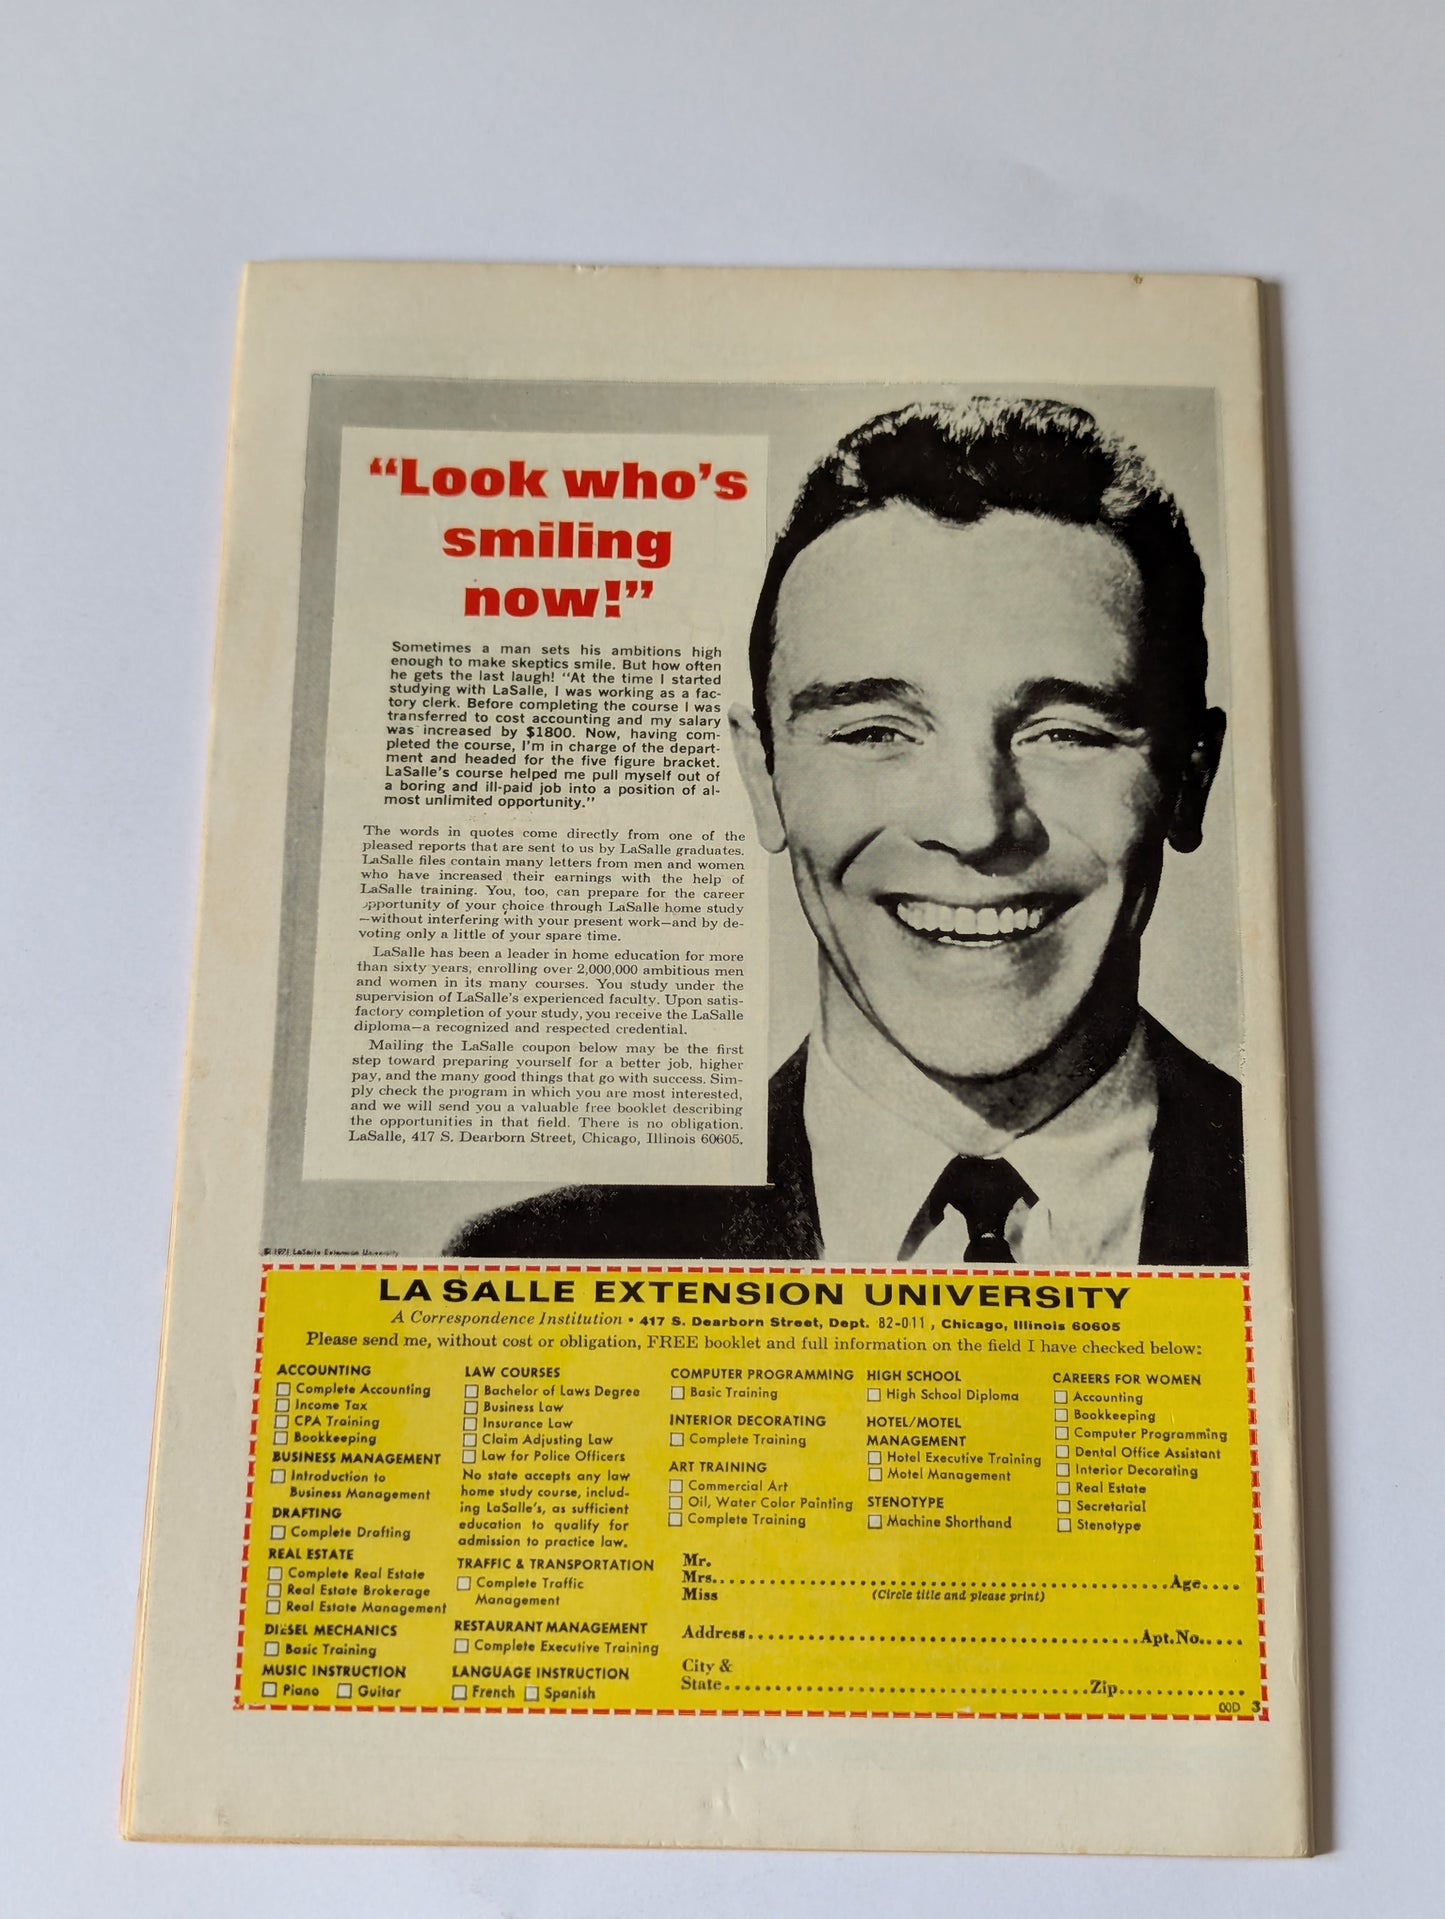 “Look who’s
smiling
now!”
Sometimes a man sets his ambitions high
enough to make skeptics smile. But how often
he gets the last laugh! “At the time I started
studying with LaSalle, I was working as a fac-
tory clerk. Before completing the course I was
transferred to cost accounting and my salary
was increased by $1800. Now, having com-
pleted the course, I’m in charge of the depart-
ment and headed for the five figure bracket.
LaSalle’s course helped me pull myself out of
a boring and ill-paid job into a position of al-
most unlimited opportunity.”
The words in quotes come directly from one of the
pleased reports that are sent to us by LaSalle graduates.
LaSalle files contain many letters from men and women
who have increased their earnings with the help of
LaSalle training. You, too, can prepare for the career
opportunity of your choice through LaSalle home study
—without interfering with your present work—and by de-
voting only a little of your spare time.
LaSalle has been a leader in home education for more
than sixty years, enrolling over 2,000,000 ambitious men
and women in its many courses. You study under the
supervision of LaSalle’s experienced faculty. Upon satis-
factory completion of your study, you receive the LaSalle
diploma—a recognized and respected credential.
Mailing the LaSalle coupon below may be the first
step toward preparing yourself for a better job, higher
pay, and the many good things that go with success. Sim-
ply check the program in which you are most interested,
and we will send you a valuable free booklet describing
the opportunities in that field. There is no obligation.
LaSalle, 417 S. Dearborn Street, Chicago, Illinois 60605.
© 1971 LaSalle Extension University
LA SALLE EXTENSION UNIVERSITY
A Correspondence Institution • 417 S. Dearborn Street, Dept. 82-011, Chicago, Illinois 60605
Please send me, without cost or obligation, FREE booklet and full information on the field I have checked below:
ACCOUNTING
Complete Accounting
Income Tax
CPA Training
Bookkeeping
BUSINESS MANAGEMENT
Introduction to
Business Management
DRAFTING
Complete Drafting
REAL ESTATE
Complete Real Estate
Real Estate Brokerage
Real Estate Management
DIESEL MECHANICS
Basic Training
MUSIC INSTRUCTION
Piano Guitar
LAW COURSES
Bachelor of Laws Degree
Business Law
Insurance Law
Claim Adjusting Law
Law for Police Officers
No state accepts any law
home study course, includ-
ing LaSalle’s, as sufficient
education to qualify for
admission to practice law.
TRAFFIC & TRANSPORTATION
Complete Traffic
Management
RESTAURANT MANAGEMENT
Complete Executive Training
LANGUAGE INSTRUCTION
French Spanish
COMPUTER PROGRAMMING
Basic Training
INTERIOR DECORATING
Complete Training
ART TRAINING
Commercial Art
Oil, Water Color Painting
Complete Training
HIGH SCHOOL
High School Diploma
HOTEL/MOTEL
MANAGEMENT
Hotel Executive Training
Motel Management
STENOTYPE
Machine Shorthand
CAREERS FOR WOMEN
Accounting
Bookkeeping
Computer Programming
Dental Office Assistant
Interior Decorating
Real Estate
Secretarial
Stenotype
Mr.
Mrs. Age
Miss (Circle title and please print)
Address Apt. No.
City &
State Zip
00D 3